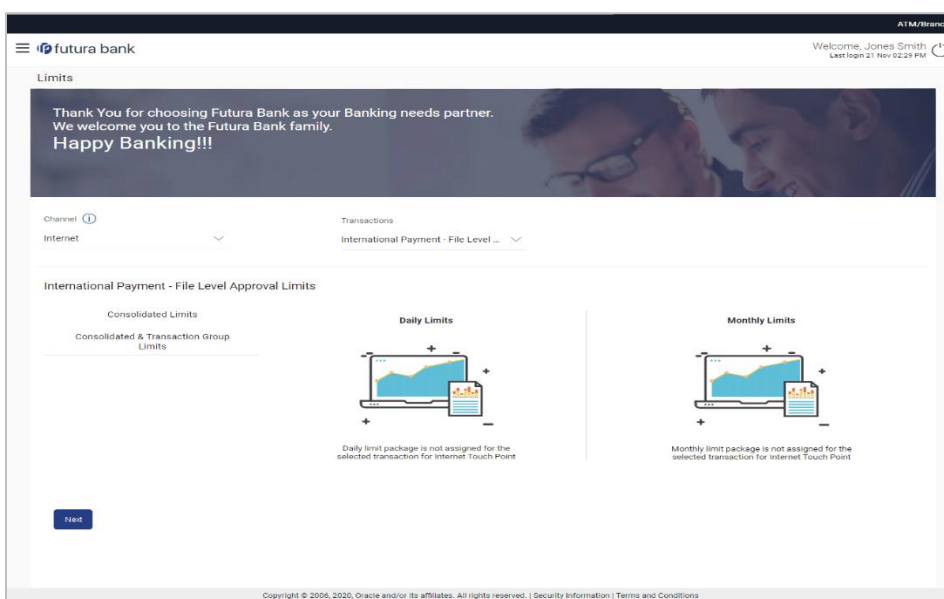 ATM/Branc
futura bank
Welcome, Jones Smith
Last login 21 Nov 02:29 PM
Limits
Thank You for choosing Futura Bank as your Banking needs partner.
We welcome you to the Futura Bank family.
Happy Banking!!!
Channel
Transactions
Internet
International Payment - File Level ...
International Payment - File Level Approval Limits
Consolidated Limits
Consolidated & Transaction Group
Limits
Daily Limits
Daily limit package is not assigned for the
selected transaction for Internet Touch Point
Monthly Limits
Monthly limit package is not assigned for the
selected transaction for Internet Touch Point
Next
Copyright © 2006, 2020, Oracle and/or its affiliates. All rights reserved. | Security Information | Terms and Conditions